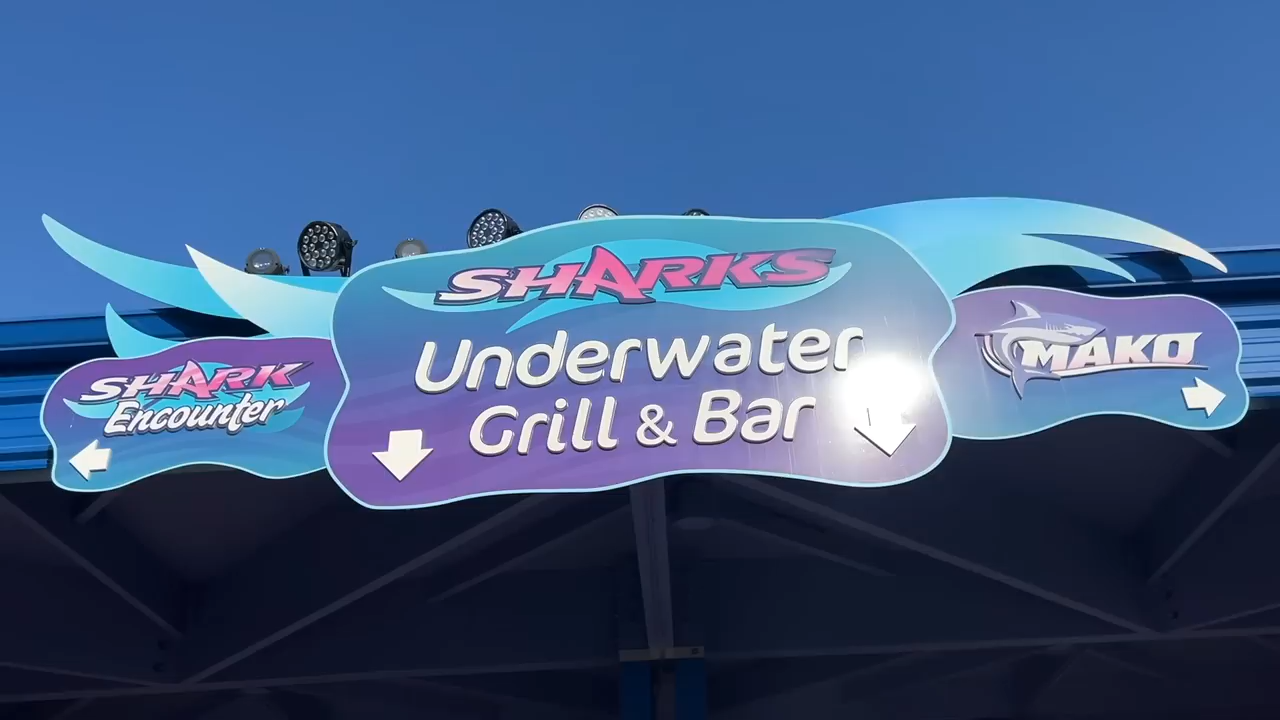 SHARKS
Underwater
Grill & Bar
SHARK
Encounter
MAKO